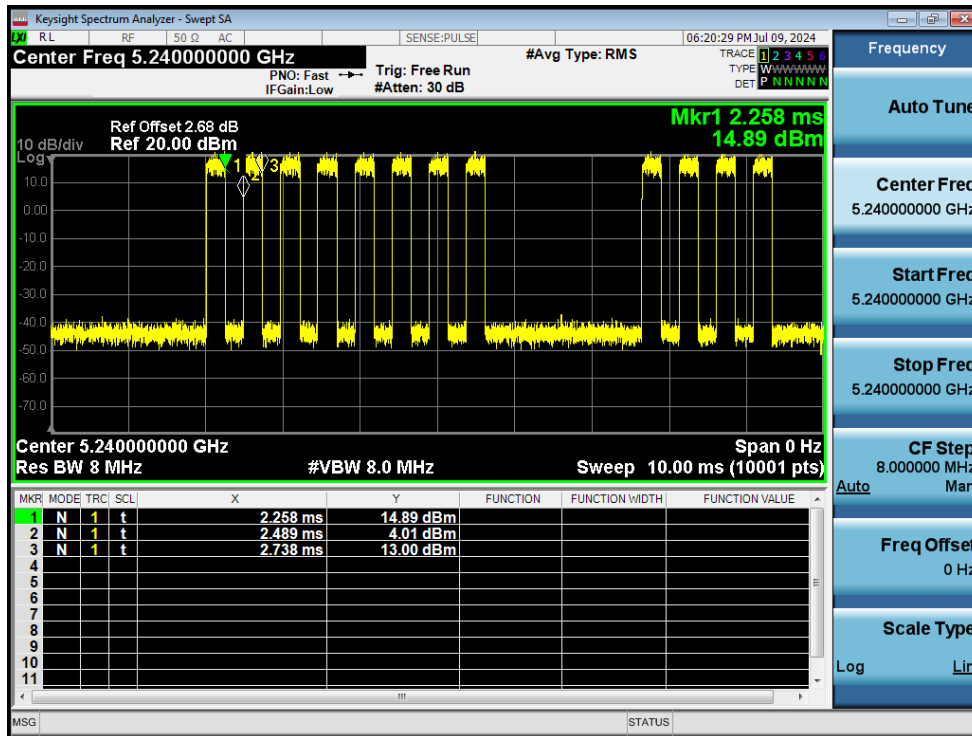 Keysight Spectrum Analyzer - Swept SA
LXI RL RF 50 Ω AC SENSE:PULSE 06:20:29 PM Jul 09, 2024
Center Freq 5.240000000 GHz
PNO: Fast
IFGain:Low
Trig: Free Run
#Atten: 30 dB
#Avg Type: RMS
TRACE 1 2 3 4 5 6
TYPE WWWWWW
DET P N N N N N
Ref Offset 2.68 dB
Ref 20.00 dBm
10 dB/div
Log
Mkr1 2.258 ms
14.89 dBm
1
2
3
10.0
0.00
-10.0
-20.0
-30.0
-40.0
-50.0
-60.0
-70.0
Center 5.240000000 GHz
Span 0 Hz
Res BW 8 MHz
#VBW 8.0 MHz
Sweep 10.00 ms (10001 pts)
MKR MODE TRC SCL X Y FUNCTION FUNCTION WIDTH FUNCTION VALUE
1 N 1 t 2.258 ms 14.89 dBm
2 N 1 t 2.489 ms 4.01 dBm
3 N 1 t 2.738 ms 13.00 dBm
4
5
6
7
8
9
10
11
MSG
STATUS
Frequency
Auto Tune
Center Freq
5.240000000 GHz
Start Freq
5.240000000 GHz
Stop Freq
5.240000000 GHz
CF Step
8.000000 MHz
Auto Man
Freq Offset
0 Hz
Scale Type
Log Lin